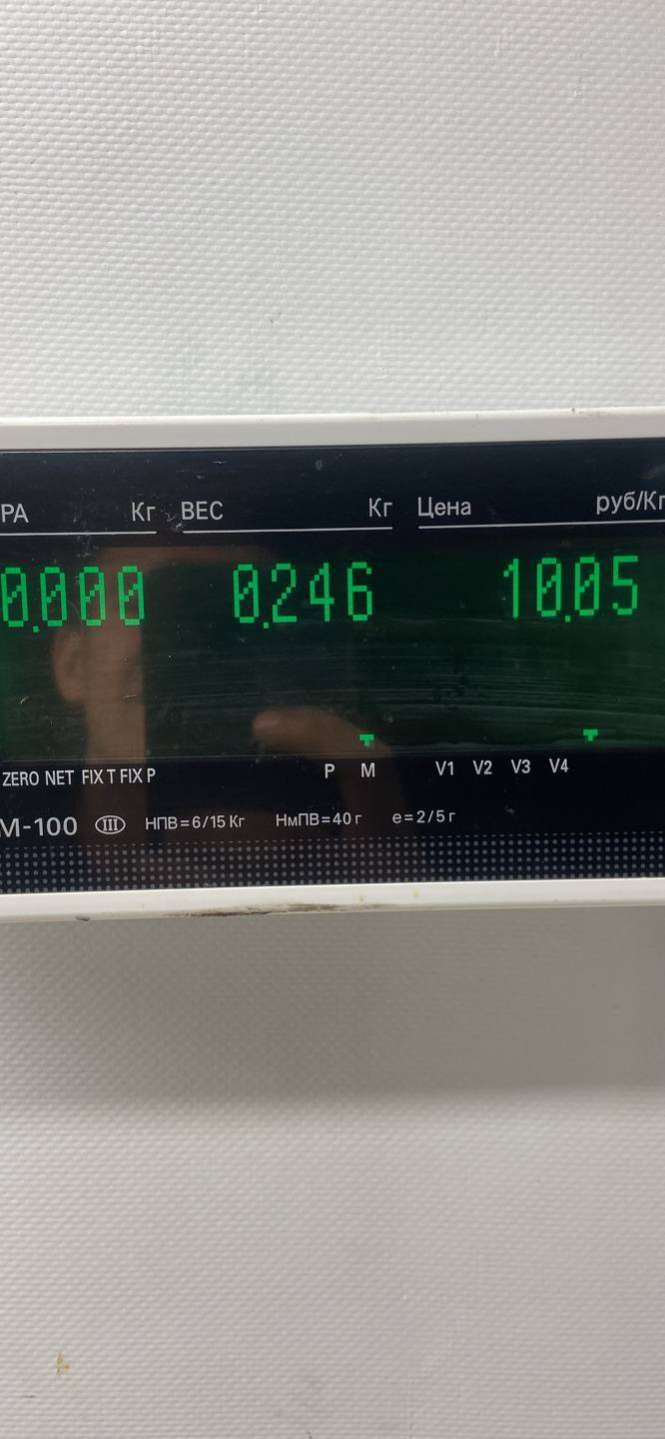 РА Кг ВЕС Кг Цена руб/Кг
0.000 0.246 10.05
ZERO NET FIX T FIX P P M V1 V2 V3 V4
М-100 III НПВ=6/15 Кг НмПВ=40 г е=2/5 г